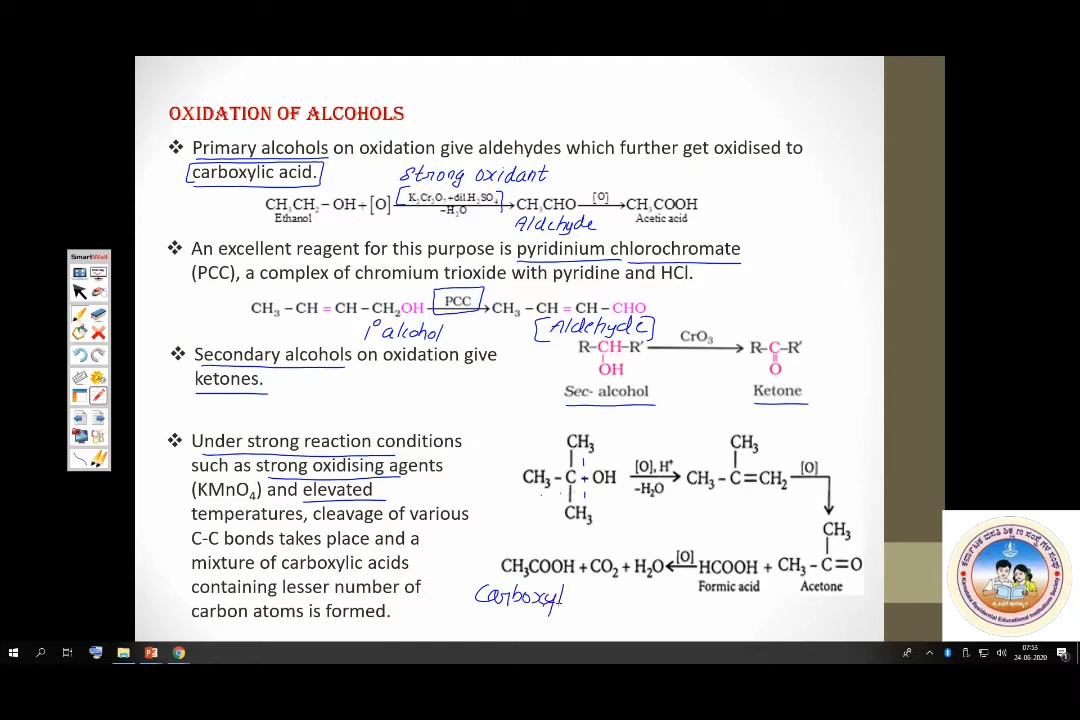 OXIDATION OF ALCOHOLS
❖ Primary alcohols on oxidation give aldehydes which further get oxidised to
carboxylic acid.
Strong oxidant
CH₃CH₂ – OH + [O] K₂Cr₂O₇+dil.H₂SO₄ –H₂O → CH₃CHO [O] → CH₃COOH
Ethanol Aldehyde Acetic acid
❖ An excellent reagent for this purpose is pyridinium chlorochromate
(PCC), a complex of chromium trioxide with pyridine and HCl.
CH₃ – CH = CH – CH₂OH PCC → CH₃ – CH = CH – CHO
1° alcohol [Aldehyde]
❖ Secondary alcohols on oxidation give
ketones.
R–CH–R′ CrO₃ → R–C–R′
OH O
Sec- alcohol Ketone
❖ Under strong reaction conditions
such as strong oxidising agents
(KMnO₄) and elevated
temperatures, cleavage of various
C-C bonds takes place and a
mixture of carboxylic acids
containing lesser number of
carbon atoms is formed.
CH₃ CH₃
CH₃ – C – OH [O], H⁺ –H₂O → CH₃ – C = CH₂ [O]
CH₃ CH₃
CH₃COOH + CO₂ + H₂O ← [O] HCOOH + CH₃ – C = O
Formic acid Acetone
Carboxyl
SmartWall
07:53
24-06-2020